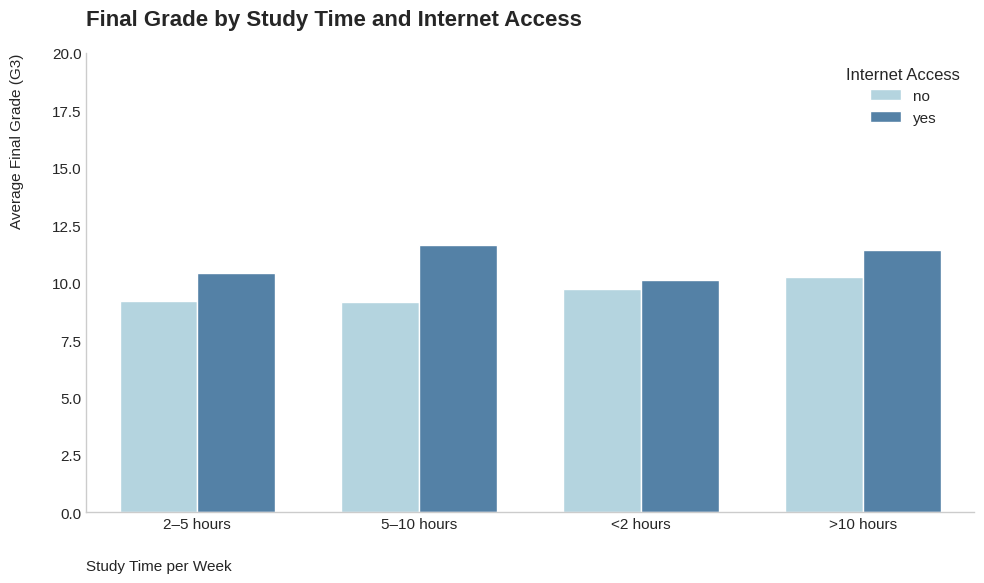 Final Grade by Study Time and Internet Access
Average Final Grade (G3)
20.0
17.5
15.0
12.5
10.0
7.5
5.0
2.5
0.0
Internet Access
no
yes
2–5 hours
5–10 hours
<2 hours
>10 hours
Study Time per Week